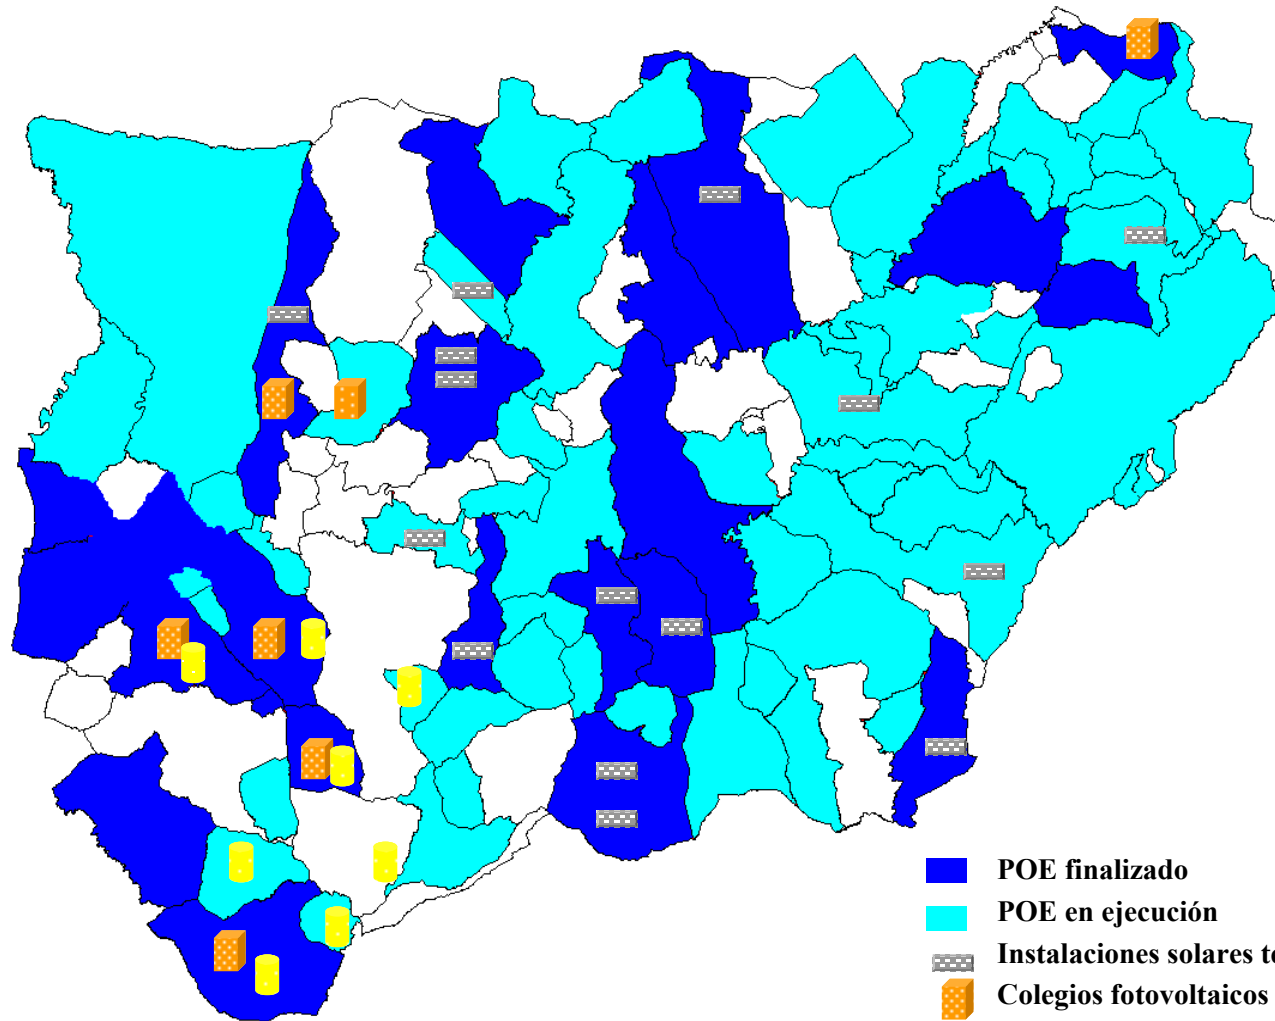 POE finalizado
POE en ejecución
Instalaciones solares
Colegios fotovoltaicos